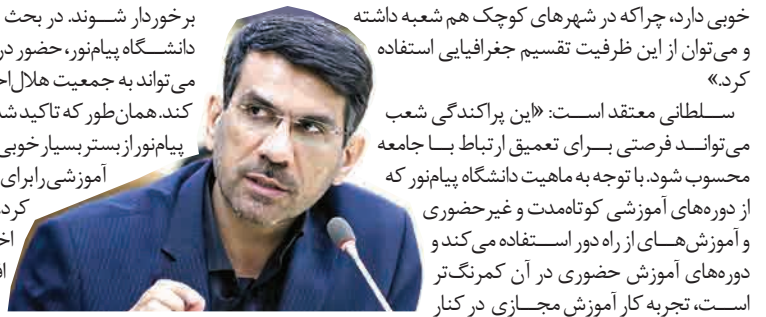 خوبی دارد، چراکه در شهرهای کوچک هم شعبه داشته
و می‌توان از این ظرفیت تقسیم جغرافیایی استفاده
کرد.»
سلطانی معتقد است: «این پراکندگی شعب
می‌تواند فرصتی برای تعمیق ارتباط با جامعه
محسوب شود. با توجه به ماهیت دانشگاه پیام‌نور که
از دوره‌های آموزشی کوتاه‌مدت و غیرحضوری
و آموزش‌های از راه دور استفاده می‌کند و
دوره‌های آموزش حضوری در آن کمرنگ‌تر
است، تجربه کار آموزش مجازی در کنار
برخوردار شوند. در بحث
دانشگاه پیام‌نور، حضور در
می‌تواند به جمعیت هلال‌اح
کند. همان‌طور که تاکید شد
پیام‌نور از بستر بسیار خوبی
آموزشی را برای
کرد
اخ